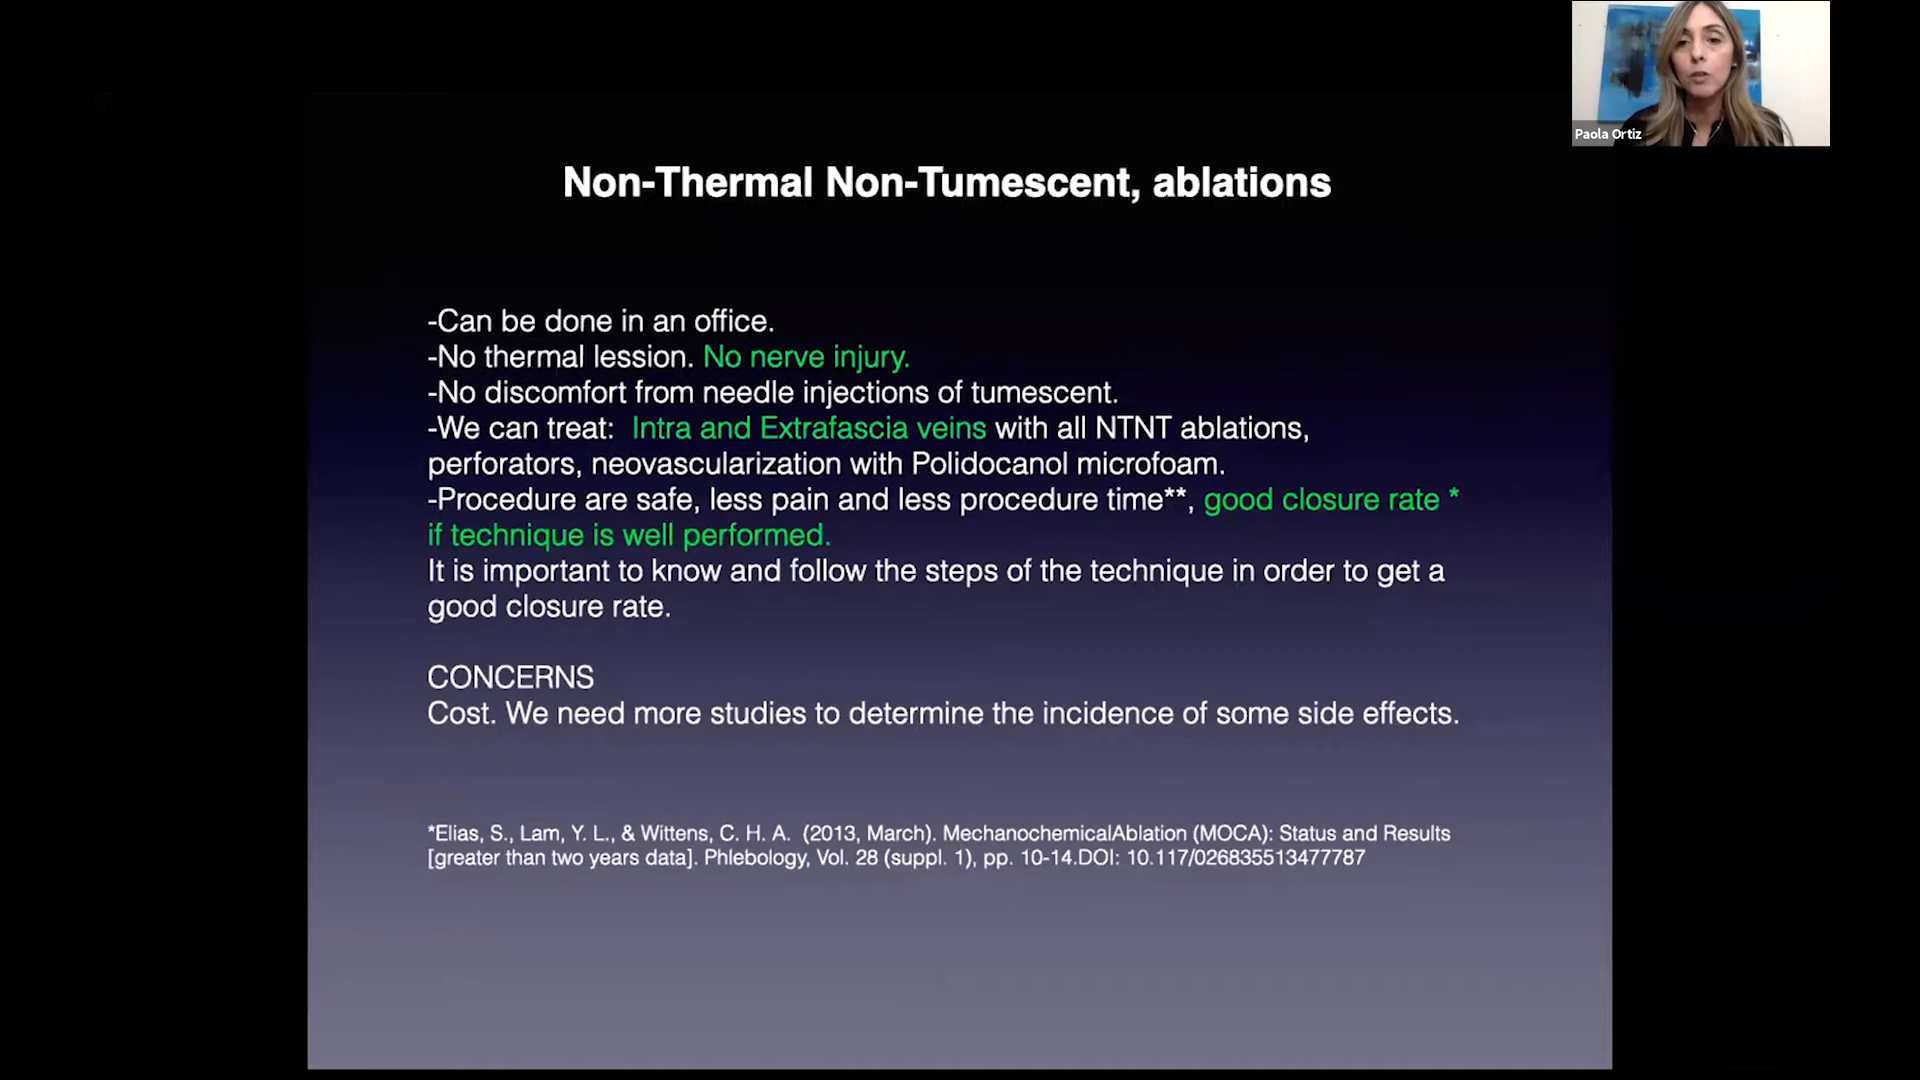 Paola Ortiz
Non-Thermal Non-Tumescent, ablations
-Can be done in an office.
-No thermal lession. No nerve injury.
-No discomfort from needle injections of tumescent.
-We can treat:  Intra and Extrafascia veins with all NTNT ablations,
perforators, neovascularization with Polidocanol microfoam.
-Procedure are safe, less pain and less procedure time**, good closure rate *
if technique is well performed.
It is important to know and follow the steps of the technique in order to get a
good closure rate.
CONCERNS
Cost. We need more studies to determine the incidence of some side effects.
*Elias, S., Lam, Y. L., & Wittens, C. H. A.  (2013, March). MechanochemicalAblation (MOCA): Status and Results
[greater than two years data]. Phlebology, Vol. 28 (suppl. 1), pp. 10-14.DOI: 10.117/026835513477787